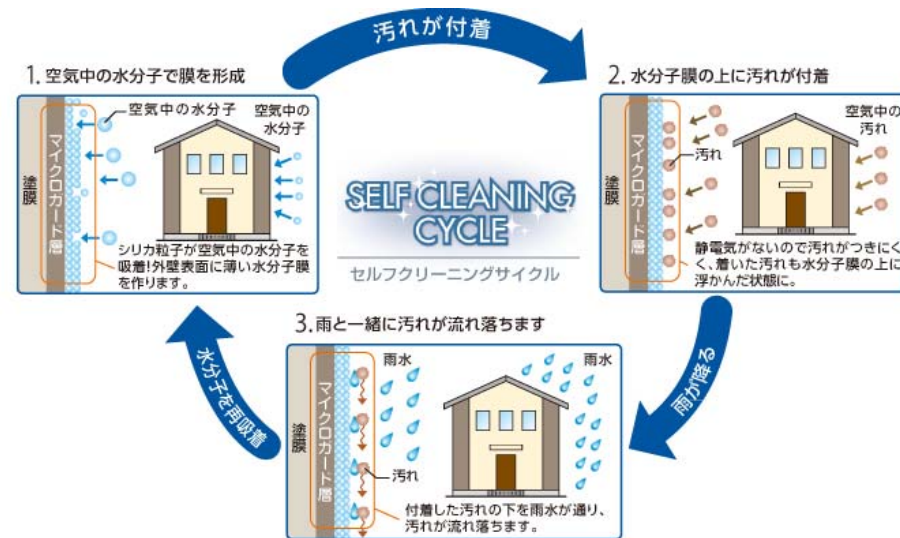 汚れが付着
1. 空気中の水分子で膜を形成
空気中の水分子
空気中の
水分子
塗膜
マイクロガード層
シリカ粒子が空気中の水分子を
吸着!外壁表面に薄い水分子膜
を作ります。
SELF CLEANING
CYCLE
セルフクリーニングサイクル
2. 水分子膜の上に汚れが付着
空気中の
汚れ
汚れ
塗膜
マイクロガード層
静電気がないので汚れがつきにく
く、着いた汚れも水分子膜の上に
浮かんだ状態に。
雨が降る
3. 雨と一緒に汚れが流れ落ちます
雨水
雨水
塗膜
マイクロガード層
汚れ
付着した汚れの下を雨水が通り、
汚れが流れ落ちます。
水分子を再吸着